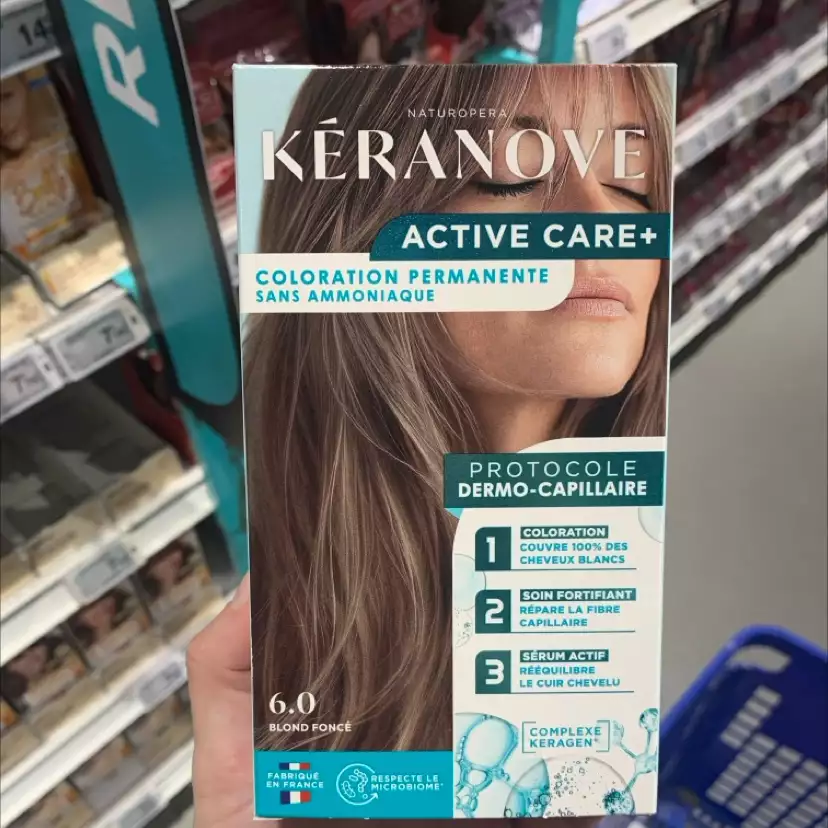 14
NATUROPERA
KÉRANOVE
ACTIVE CARE+
COLORATION PERMANENTE
SANS AMMONIAQUE
PROTOCOLE
DERMO-CAPILLAIRE
1
COLORATION
COUVRE 100% DES
CHEVEUX BLANCS
2
SOIN FORTIFIANT
RÉPARE LA FIBRE
CAPILLAIRE
3
SÉRUM ACTIF
RÉÉQUILIBRE
LE CUIR CHEVELU
6.0
BLOND FONCÉ
COMPLEXE
KERAGEN*
FABRIQUÉ
EN FRANCE
RESPECTE LE
MICROBIOME*